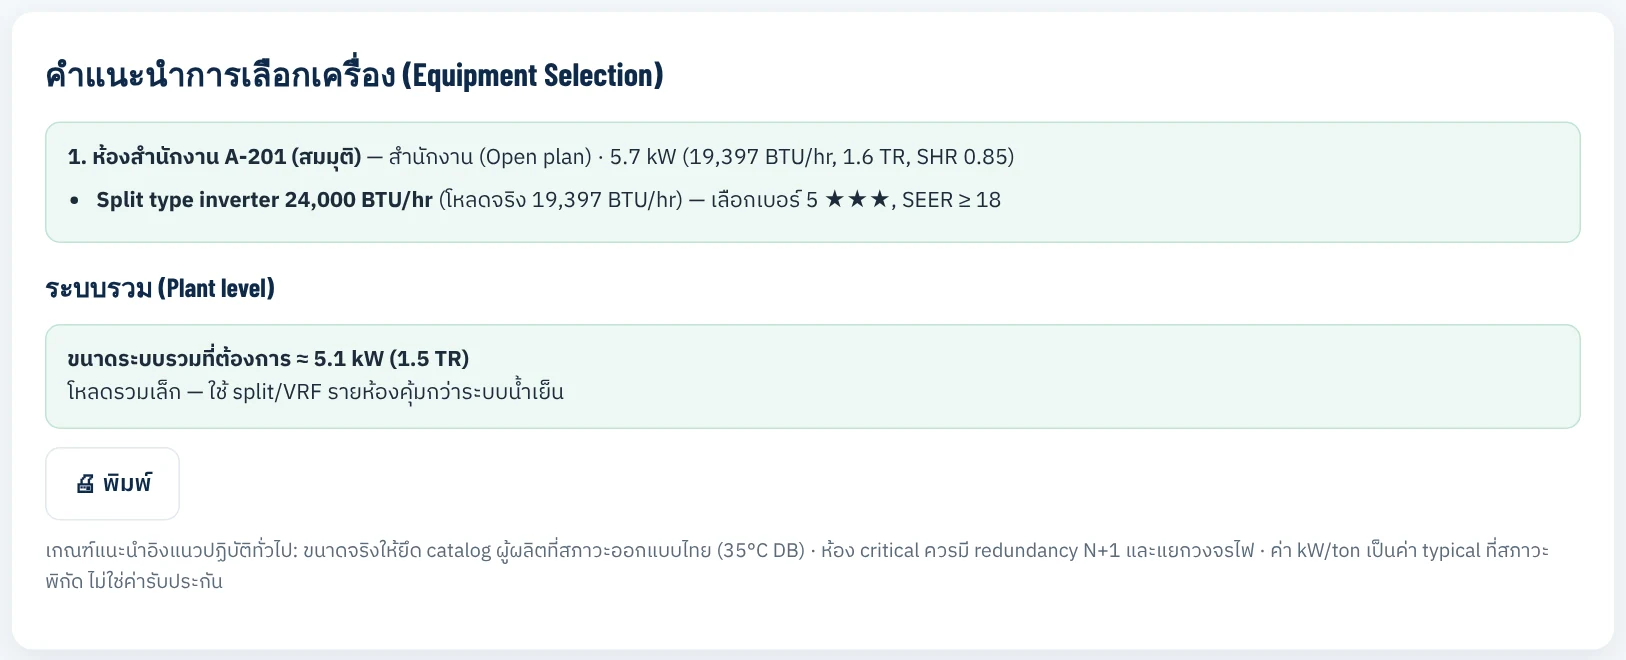 คำแนะนำการเลือกเครื่อง (Equipment Selection)
1. ห้องสำนักงาน A-201 (สมมุติ) — สำนักงาน (Open plan) · 5.7 kW (19,397 BTU/hr, 1.6 TR, SHR 0.85)
• Split type inverter 24,000 BTU/hr (โหลดจริง 19,397 BTU/hr) — เลือกเบอร์ 5 ★★★, SEER ≥ 18
ระบบรวม (Plant level)
ขนาดระบบรวมที่ต้องการ ≈ 5.1 kW (1.5 TR)
โหลดรวมเล็ก — ใช้ split/VRF รายห้องคุ้มกว่าระบบน้ำเย็น
🖨 พิมพ์
เกณฑ์แนะนำอิงแนวปฏิบัติทั่วไป: ขนาดจริงให้ยึด catalog ผู้ผลิตที่สภาวะออกแบบไทย (35°C DB) · ห้อง critical ควรมี redundancy N+1 และแยกวงจรไฟ · ค่า kW/ton เป็นค่า typical ที่สภาวะ
พิกัด ไม่ใช่ค่ารับประกัน